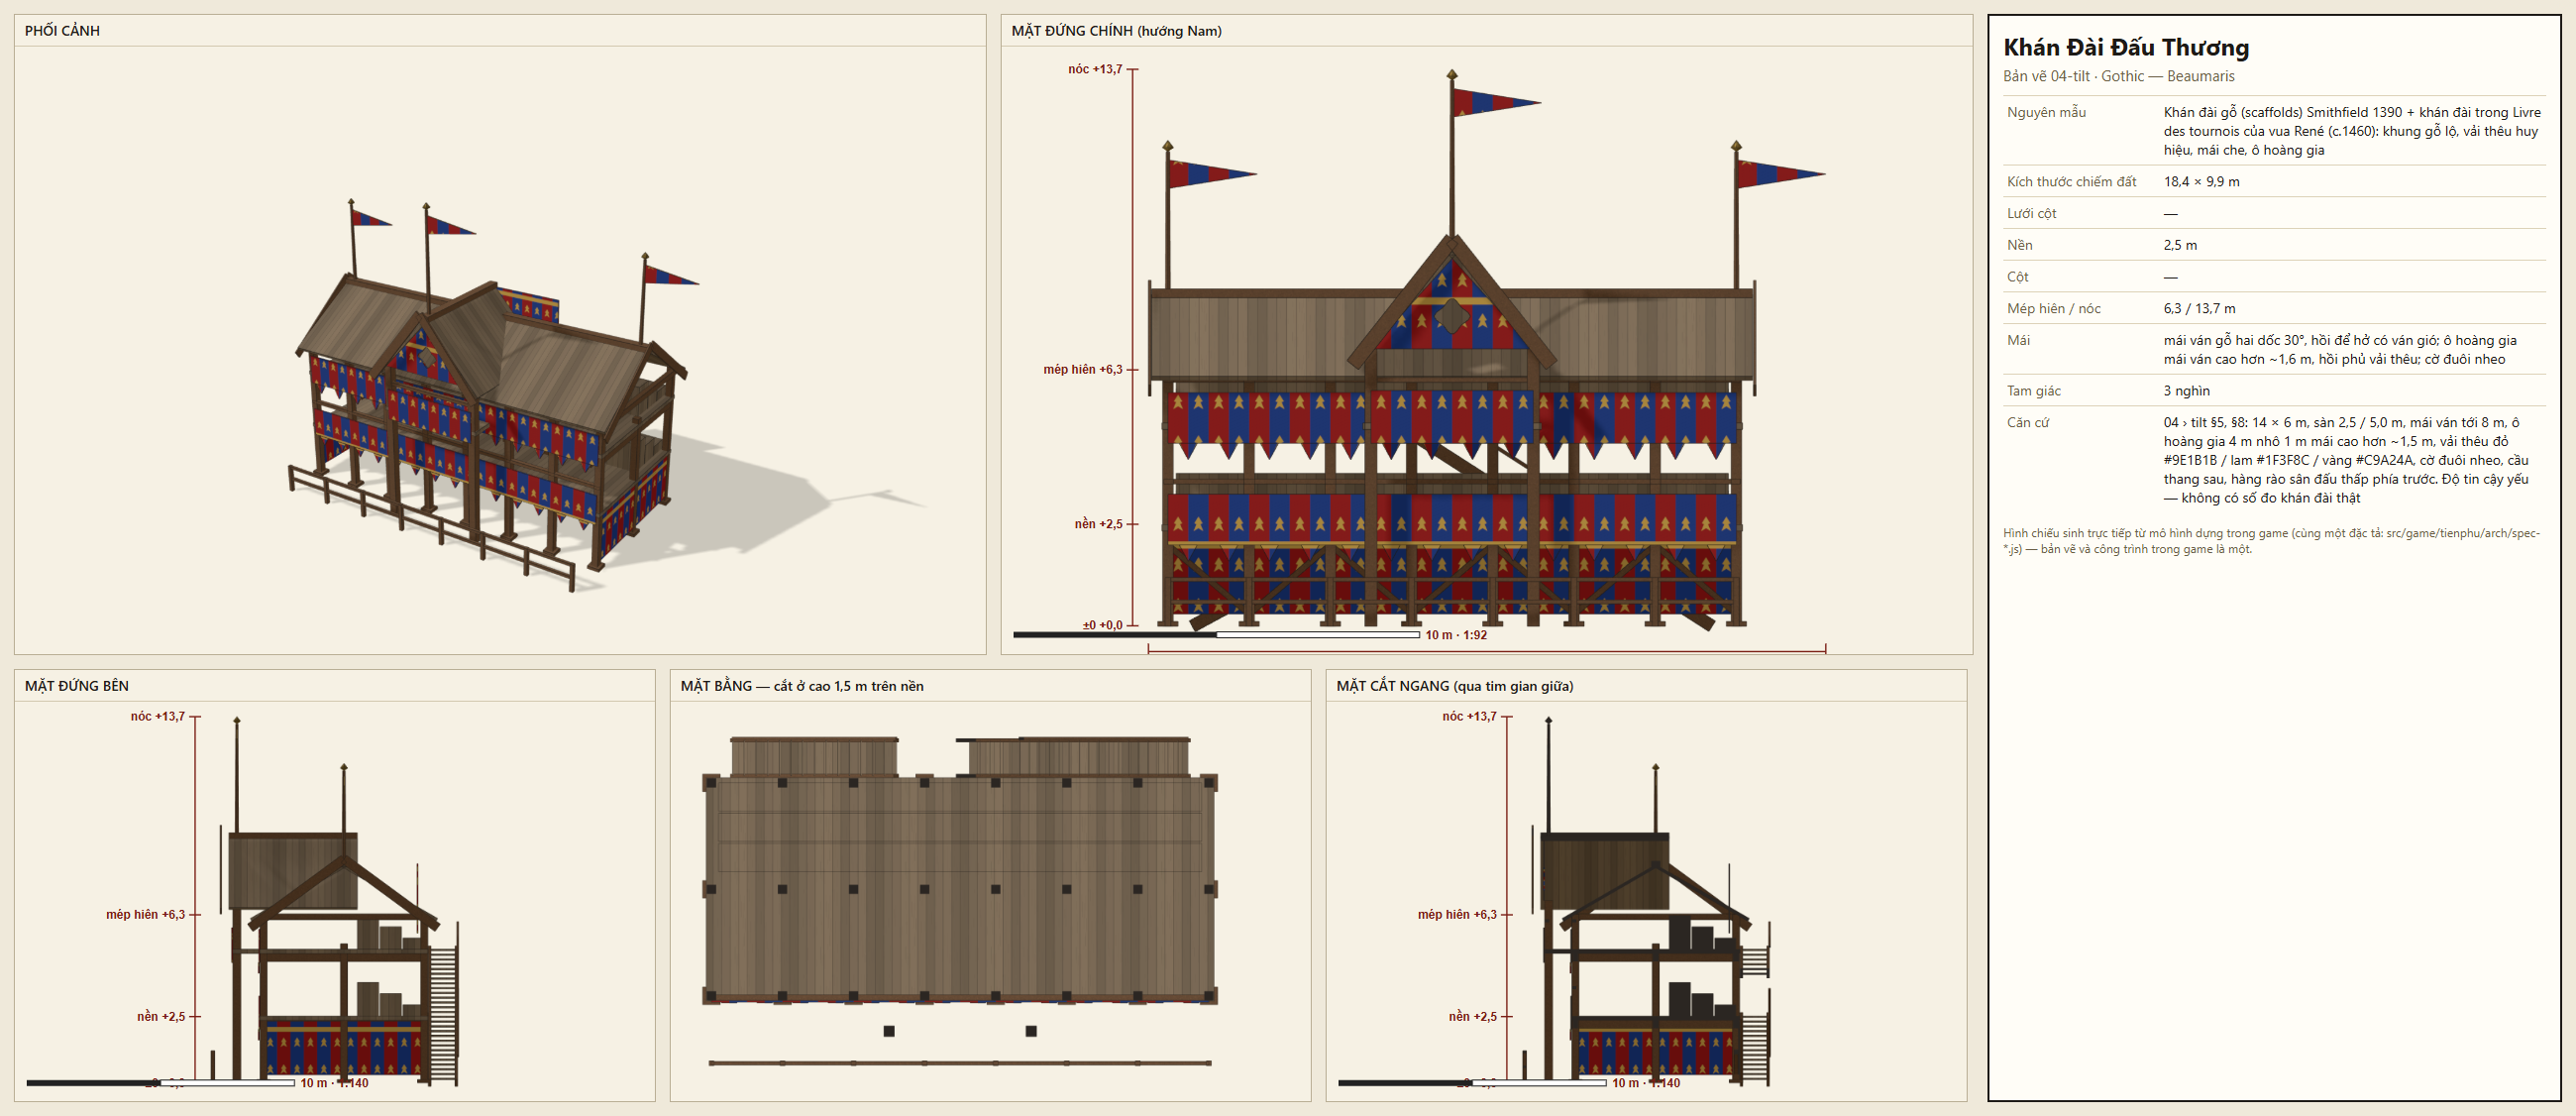 PHỐI CẢNH
MẶT ĐỨNG CHÍNH (hướng Nam)
nóc +13,7
mép hiên +6,3
nền +2,5
±0 +0,0
10 m · 1:92
MẶT ĐỨNG BÊN
nóc +13,7
mép hiên +6,3
nền +2,5
10 m · 1:140
MẶT BẰNG — cắt ở cao 1,5 m trên nền
MẶT CẮT NGANG (qua tim gian giữa)
nóc +13,7
mép hiên +6,3
nền +2,5
10 m · 1:140
Khán Đài Đấu Thương
Bản vẽ 04-tilt · Gothic — Beaumaris
Nguyên mẫu
Khán đài gỗ (scaffolds) Smithfield 1390 + khán đài trong Livre
des tournois của vua René (c.1460): khung gỗ lộ, vải thêu huy
hiệu, mái che, ô hoàng gia
Kích thước chiếm đất
18,4 × 9,9 m
Lưới cột
—
Nền
2,5 m
Cột
—
Mép hiên / nóc
6,3 / 13,7 m
Mái
mái ván gỗ hai dốc 30°, hồi để hở có ván gió; ô hoàng gia
mái ván cao hơn ~1,6 m, hồi phủ vải thêu; cờ đuôi nheo
Tam giác
3 nghìn
Căn cứ
04 › tilt §5, §8: 14 × 6 m, sàn 2,5 / 5,0 m, mái ván tới 8 m, ô
hoàng gia 4 m nhô 1 m mái cao hơn ~1,5 m, vải thêu đỏ
#9E1B1B / lam #1F3F8C / vàng #C9A24A, cờ đuôi nheo, cầu
thang sau, hàng rào sân đấu thấp phía trước. Độ tin cậy yếu
— không có số đo khán đài thật
Hình chiếu sinh trực tiếp từ mô hình dựng trong game (cùng một đặc tả: src/game/tienphu/arch/spec-
*.js) — bản vẽ và công trình trong game là một.